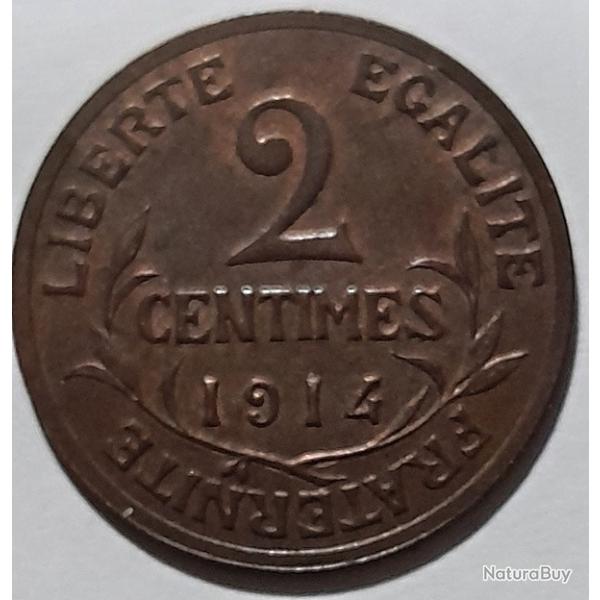 LIBERTE EGALITE FRATERNITE
2
CENTIMES
1914
NaturaBuy